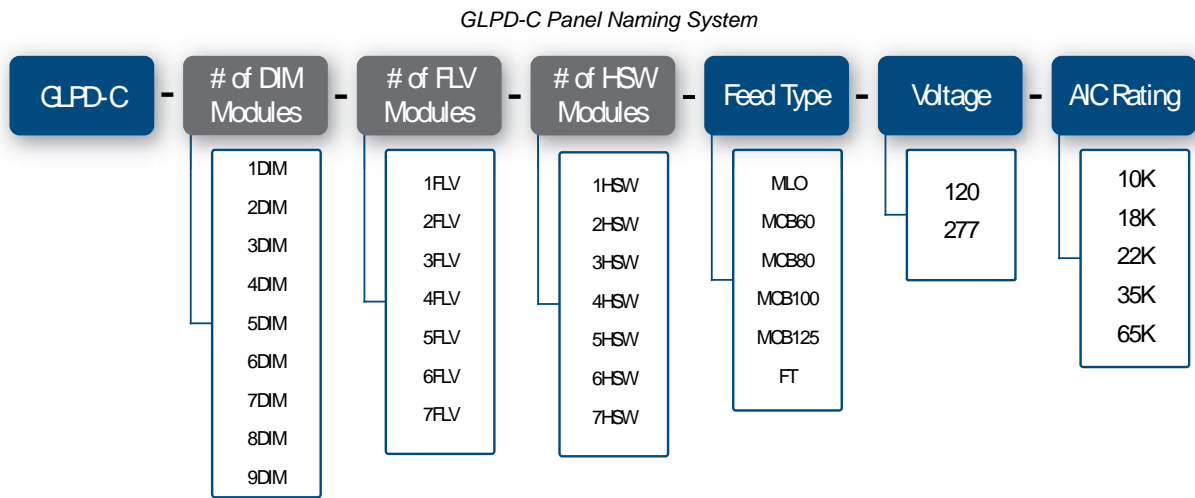 GLPD-C Panel Naming System
GLPD-C - # of DIM Modules - # of FLV Modules - # of HSW Modules - Feed Type - Voltage - AIC Rating
1DIM
2DIM
3DIM
4DIM
5DIM
6DIM
7DIM
8DIM
9DIM
1FLV
2FLV
3FLV
4FLV
5FLV
6FLV
7FLV
1HSW
2HSW
3HSW
4HSW
5HSW
6HSW
7HSW
MLO
MCB60
MCB80
MCB100
MCB125
FT
120
277
10K
18K
22K
35K
65K